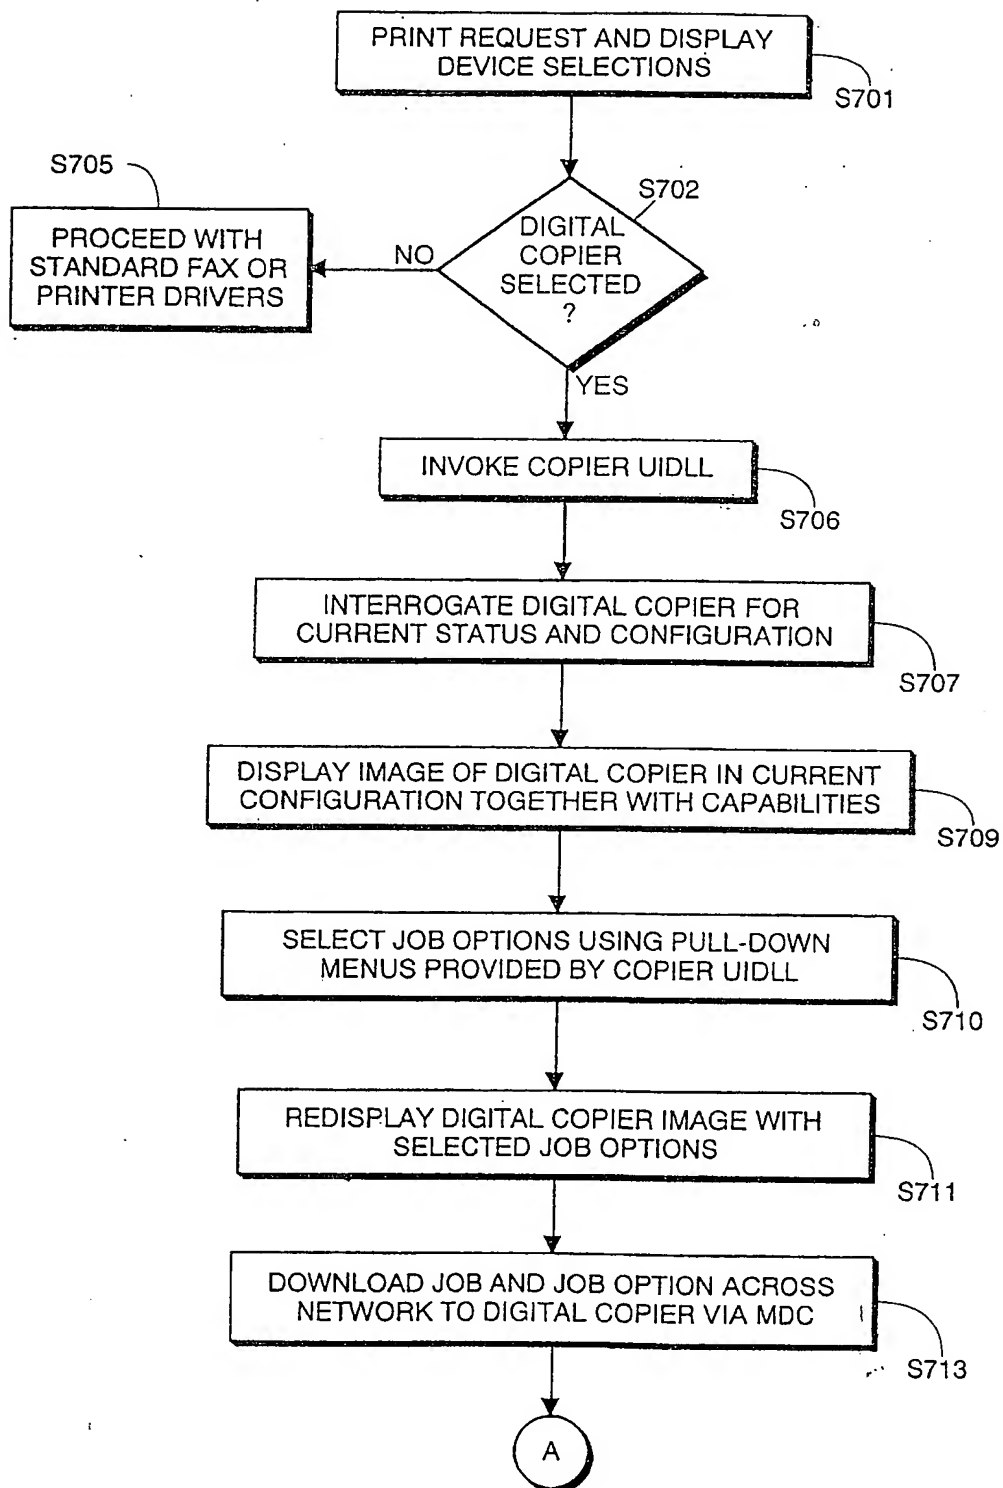 PRINT REQUEST AND DISPLAY
DEVICE SELECTIONS
S701
S705
S702
PROCEED WITH
STANDARD FAX OR
PRINTER DRIVERS
NO
DIGITAL
COPIER
SELECTED
?
YES
INVOKE COPIER UIDLL
S706
INTERROGATE DIGITAL COPIER FOR
CURRENT STATUS AND CONFIGURATION
S707
DISPLAY IMAGE OF DIGITAL COPIER IN CURRENT
CONFIGURATION TOGETHER WITH CAPABILITIES
S709
SELECT JOB OPTIONS USING PULL-DOWN
MENUS PROVIDED BY COPIER UIDLL
S710
REDISPLAY DIGITAL COPIER IMAGE WITH
SELECTED JOB OPTIONS
S711
DOWNLOAD JOB AND JOB OPTION ACROSS
NETWORK TO DIGITAL COPIER VIA MDC
S713
A